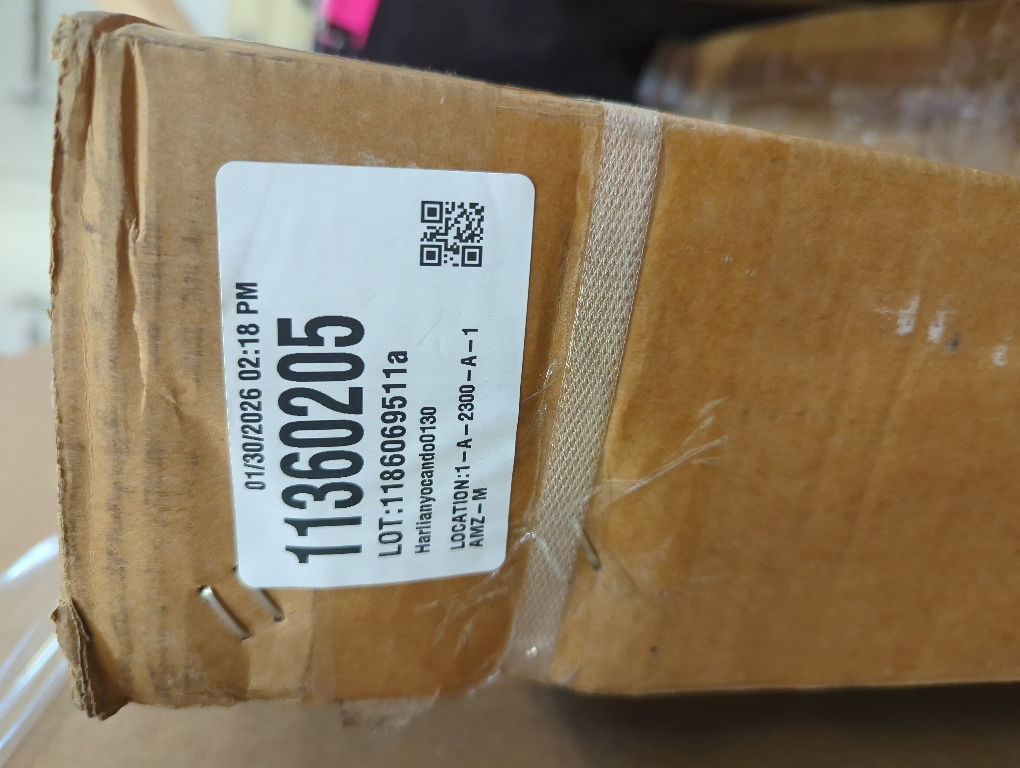 01/30/2026 02:18 PM
11360205
LOT:1186069511a
Harlianyocando0130
LOCATION:1-A-2300-A-1
AMZ-M